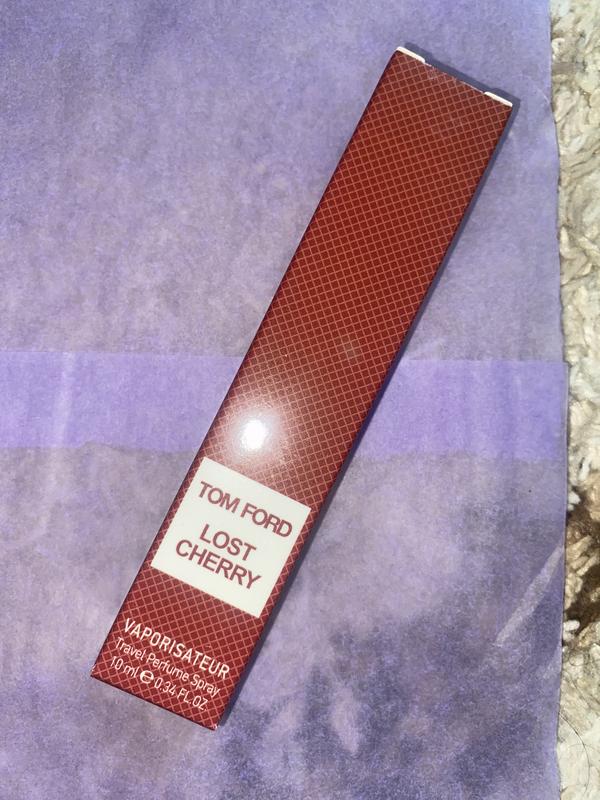 TOM FORD
LOST
CHERRY
VAPORISATEUR
Travel Perfume Spray
10 ml ℮ 0.34 FL.OZ.